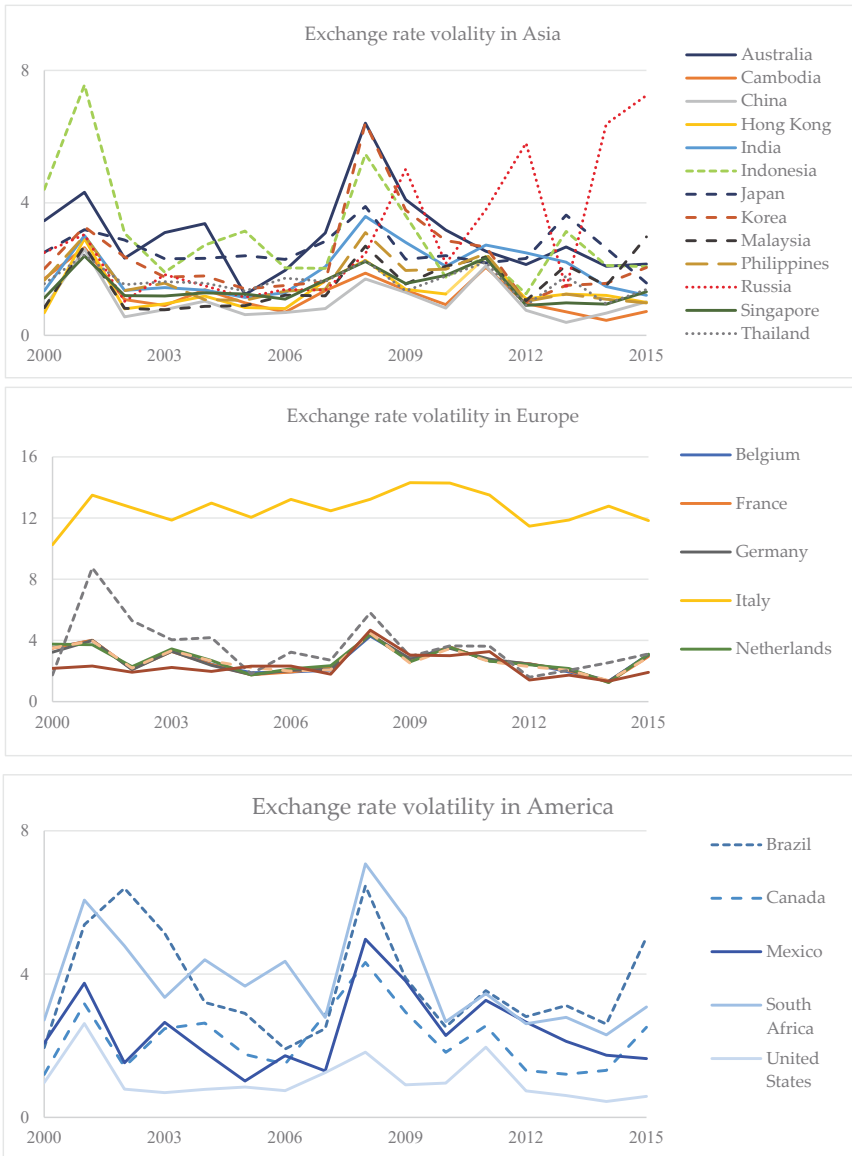 Exchange rate volality in Asia
8
4
0
2000 2003 2006 2009 2012 2015
Australia
Cambodia
China
Hong Kong
India
Indonesia
Japan
Korea
Malaysia
Philippines
Russia
Singapore
Thailand
Exchange rate volatility in Europe
16
12
8
4
0
2000 2003 2006 2009 2012 2015
Belgium
France
Germany
Italy
Netherlands
Exchange rate volatility in America
8
4
0
2000 2003 2006 2009 2012 2015
Brazil
Canada
Mexico
South
Africa
United
States